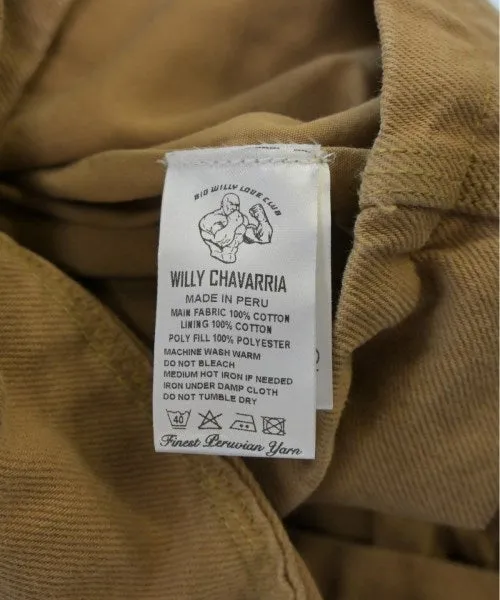 BIG WILLY LOVE CLUB
WILLY CHAVARRIA
MADE IN PERU
MAIN FABRIC 100% COTTON
LINING 100% COTTON
POLY FILL 100% POLYESTER
MACHINE WASH WARM
DO NOT BLEACH
MEDIUM HOT IRON IF NEEDED
IRON UNDER DAMP CLOTH
DO NOT TUMBLE DRY
40
Finest Peruvian Yarn